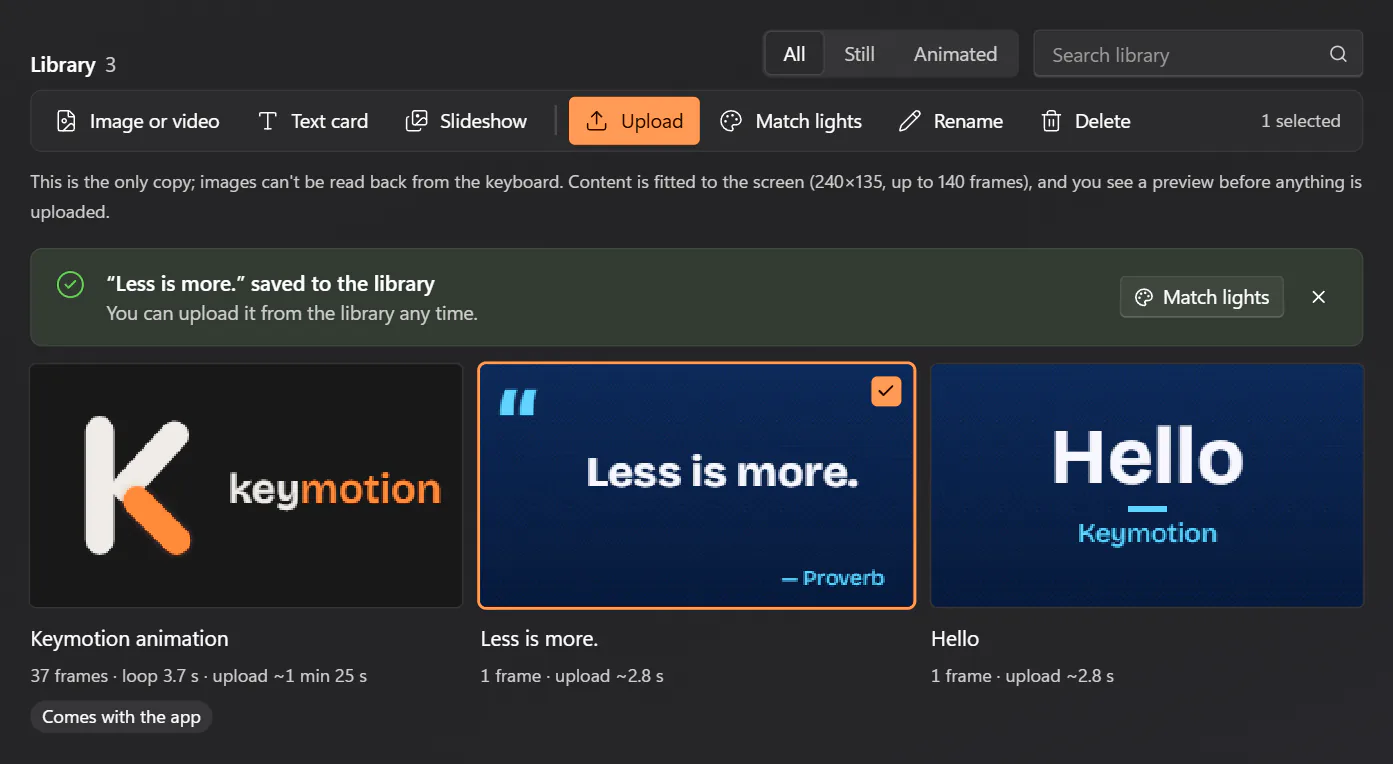 Library 3
All Still Animated Search library
Image or video Text card Slideshow Upload Match lights Rename Delete 1 selected
This is the only copy; images can't be read back from the keyboard. Content is fitted to the screen (240×135, up to 140 frames), and you see a preview before anything is
uploaded.
“Less is more.” saved to the library
You can upload it from the library any time.
Match lights
keymotion
“
Less is more.
— Proverb
Hello
Keymotion
Keymotion animation
37 frames · loop 3.7 s · upload ~1 min 25 s
Comes with the app
Less is more.
1 frame · upload ~2.8 s
Hello
1 frame · upload ~2.8 s